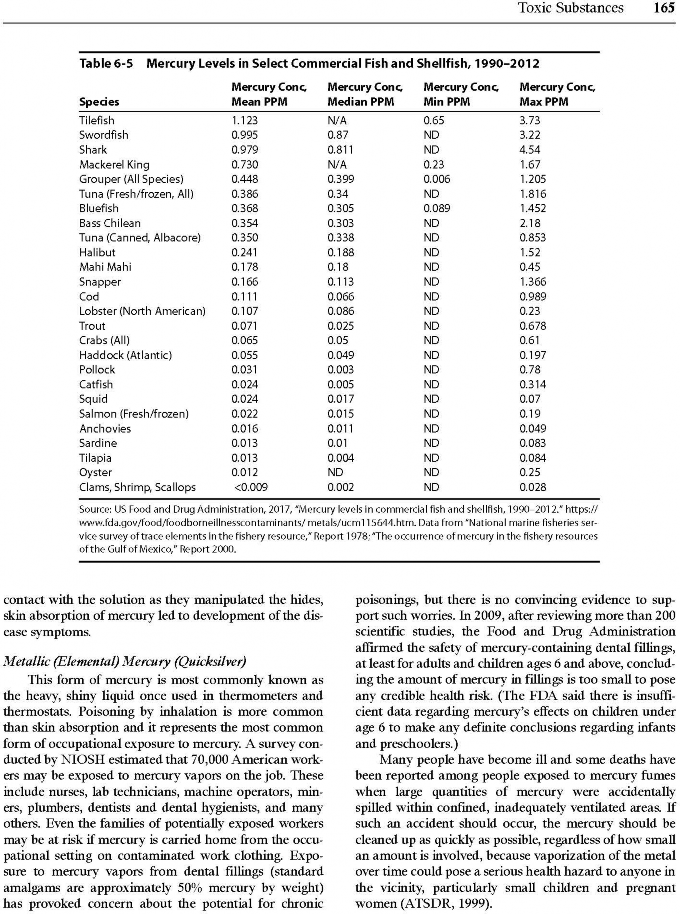 Toxic Substances 165
Table 6-5 Mercury Levels in Select Commercial Fish and Shellfish, 1990–2012
Mercury Conc, Mercury Conc, Mercury Conc, Mercury Conc,
Species Mean PPM Median PPM Min PPM Max PPM
Tilefish 1.123 N/A 0.65 3.73
Swordfish 0.995 0.87 ND 3.22
Shark 0.979 0.811 ND 4.54
Mackerel King 0.730 N/A 0.23 1.67
Grouper (All Species) 0.448 0.399 0.006 1.205
Tuna (Fresh/frozen, All) 0.386 0.34 ND 1.816
Bluefish 0.368 0.305 0.089 1.452
Bass Chilean 0.354 0.303 ND 2.18
Tuna (Canned, Albacore) 0.350 0.338 ND 0.853
Halibut 0.241 0.188 ND 1.52
Mahi Mahi 0.178 0.18 ND 0.45
Snapper 0.166 0.113 ND 1.366
Cod 0.111 0.066 ND 0.989
Lobster (North American) 0.107 0.086 ND 0.23
Trout 0.071 0.025 ND 0.678
Crabs (All) 0.065 0.05 ND 0.61
Haddock (Atlantic) 0.055 0.049 ND 0.197
Pollock 0.031 0.003 ND 0.78
Catfish 0.024 0.005 ND 0.314
Squid 0.024 0.017 ND 0.07
Salmon (Fresh/frozen) 0.022 0.015 ND 0.19
Anchovies 0.016 0.011 ND 0.049
Sardine 0.013 0.01 ND 0.083
Tilapia 0.013 0.004 ND 0.084
Oyster 0.012 ND ND 0.25
Clams, Shrimp, Scallops <0.009 0.002 ND 0.028
Source: US Food and Drug Administration, 2017, "Mercury levels in commercial fish and shellfish, 1990–2012." https://
www.fda.gov/food/foodborneillnesscontaminants/ metals/ucm115644.htm. Data from "National marine fisheries ser-
vice survey of trace elements in the fishery resource," Report 1978; "The occurrence of mercury in the fishery resources
of the Gulf of Mexico," Report 2000.
contact with the solution as they manipulated the hides,
skin absorption of mercury led to development of the dis-
ease symptoms.
Metallic (Elemental) Mercury (Quicksilver)
This form of mercury is most commonly known as
the heavy, shiny liquid once used in thermometers and
thermostats. Poisoning by inhalation is more common
than skin absorption and it represents the most common
form of occupational exposure to mercury. A survey con-
ducted by NIOSH estimated that 70,000 American work-
ers may be exposed to mercury vapors on the job. These
include nurses, lab technicians, machine operators, min-
ers, plumbers, dentists and dental hygienists, and many
others. Even the families of potentially exposed workers
may be at risk if mercury is carried home from the occu-
pational setting on contaminated work clothing. Expo-
sure to mercury vapors from dental fillings (standard
amalgams are approximately 50% mercury by weight)
has provoked concern about the potential for chronic
poisonings, but there is no convincing evidence to sup-
port such worries. In 2009, after reviewing more than 200
scientific studies, the Food and Drug Administration
affirmed the safety of mercury-containing dental fillings,
at least for adults and children ages 6 and above, conclud-
ing the amount of mercury in fillings is too small to pose
any credible health risk. (The FDA said there is insuffi-
cient data regarding mercury's effects on children under
age 6 to make any definite conclusions regarding infants
and preschoolers.)
Many people have become ill and some deaths have
been reported among people exposed to mercury fumes
when large quantities of mercury were accidentally
spilled within confined, inadequately ventilated areas. If
such an accident should occur, the mercury should be
cleaned up as quickly as possible, regardless of how small
an amount is involved, because vaporization of the metal
over time could pose a serious health hazard to anyone in
the vicinity, particularly small children and pregnant
women (ATSDR, 1999).